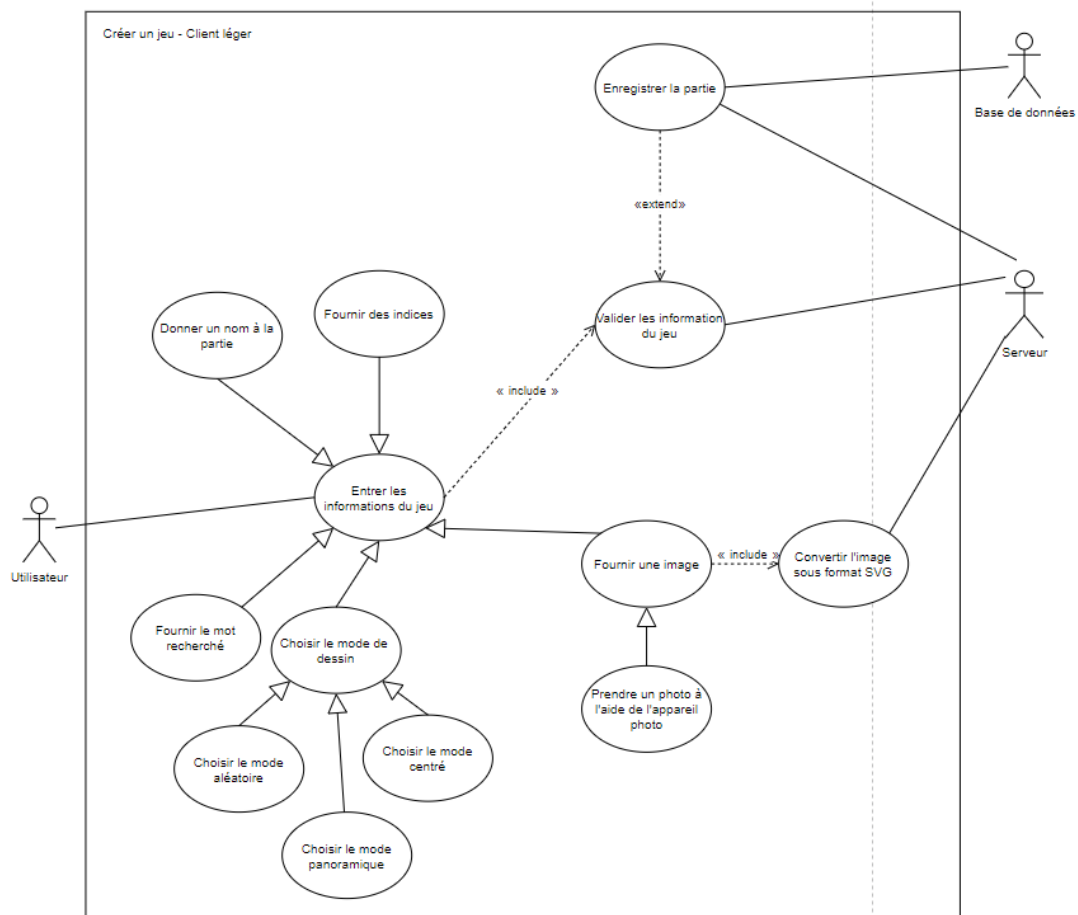 Créer un jeu - Client léger
Enregistrer la partie
Base de données
«extend»
Fournir des indices
Donner un nom à la
partie
Valider les information
du jeu
Serveur
« include »
Entrer les
informations du jeu
Utilisateur
Fournir une image
« include »
Convertir l'image
sous format SVG
Fournir le mot
recherché
Choisir le mode de
dessin
Prendre un photo à
l'aide de l'appareil
photo
Choisir le mode
aléatoire
Choisir le mode
centré
Choisir le mode
panoramique